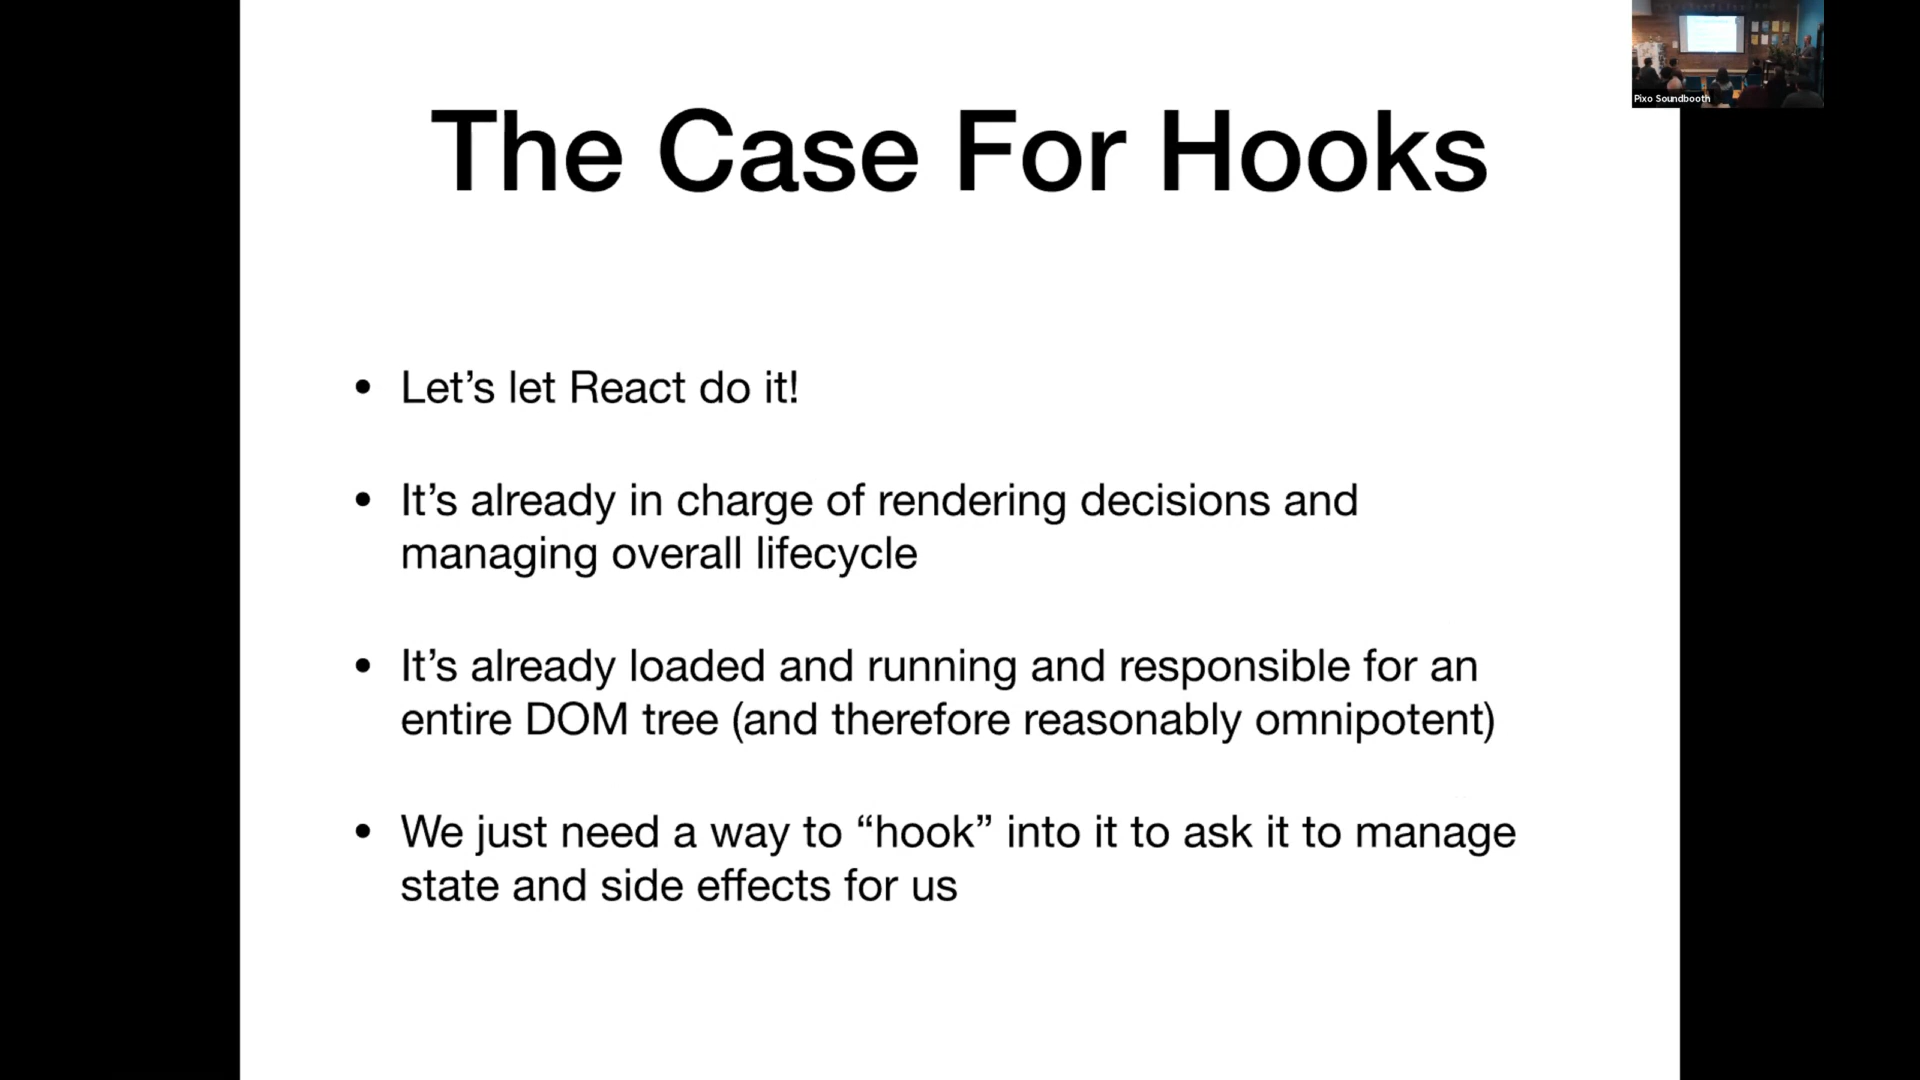 The Case For Hooks
• Let’s let React do it!
• It’s already in charge of rendering decisions and
managing overall lifecycle
• It’s already loaded and running and responsible for an
entire DOM tree (and therefore reasonably omnipotent)
• We just need a way to “hook” into it to ask it to manage
state and side effects for us
Pixo Soundbooth